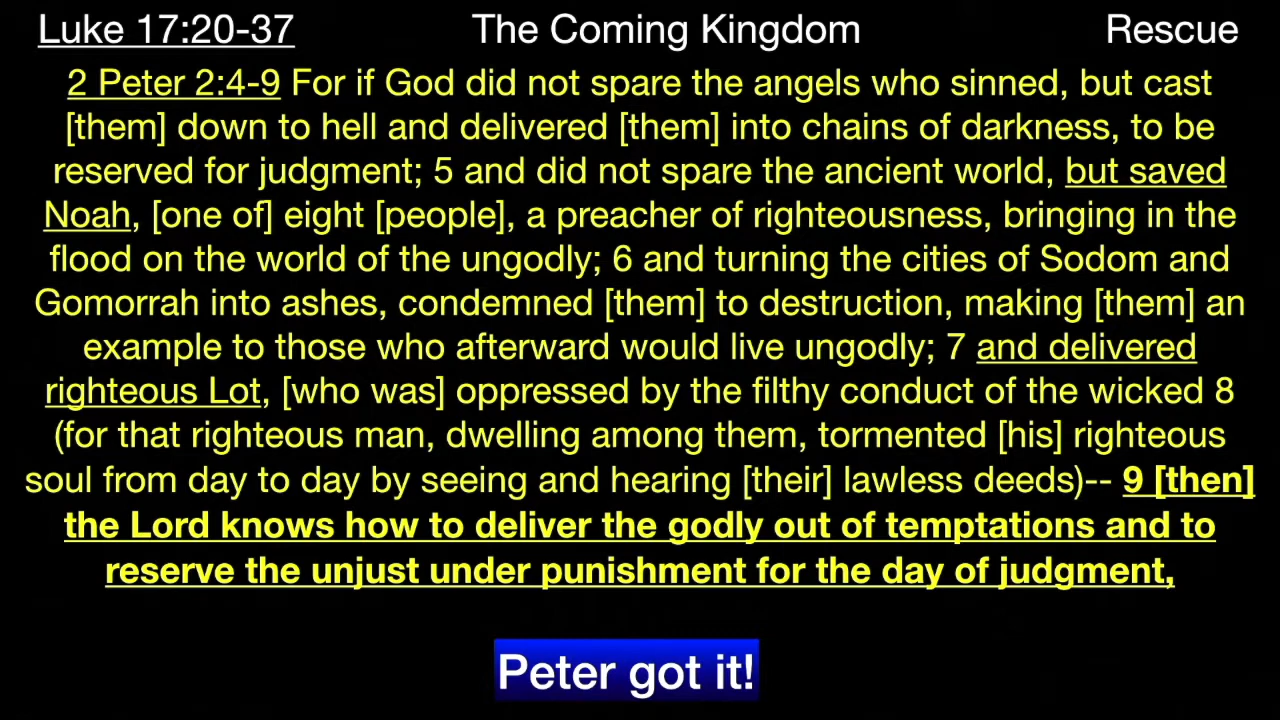 Luke 17:20-37 The Coming Kingdom Rescue
2 Peter 2:4-9 For if God did not spare the angels who sinned, but cast
[them] down to hell and delivered [them] into chains of darkness, to be
reserved for judgment; 5 and did not spare the ancient world, but saved
Noah, [one of] eight [people], a preacher of righteousness, bringing in the
flood on the world of the ungodly; 6 and turning the cities of Sodom and
Gomorrah into ashes, condemned [them] to destruction, making [them] an
example to those who afterward would live ungodly; 7 and delivered
righteous Lot, [who was] oppressed by the filthy conduct of the wicked 8
(for that righteous man, dwelling among them, tormented [his] righteous
soul from day to day by seeing and hearing [their] lawless deeds)-- 9 [then]
the Lord knows how to deliver the godly out of temptations and to
reserve the unjust under punishment for the day of judgment,
Peter got it!